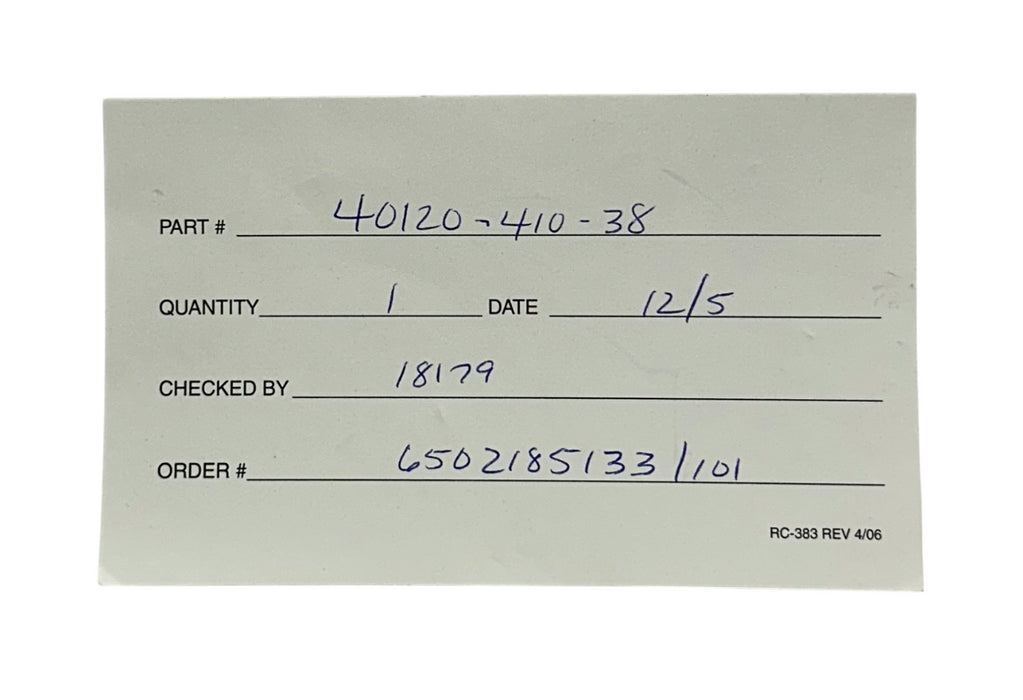 PART # 40120-410-38
QUANTITY 1 DATE 12/5
CHECKED BY 18179
ORDER # 6502185133/101
RC-383 REV 4/06